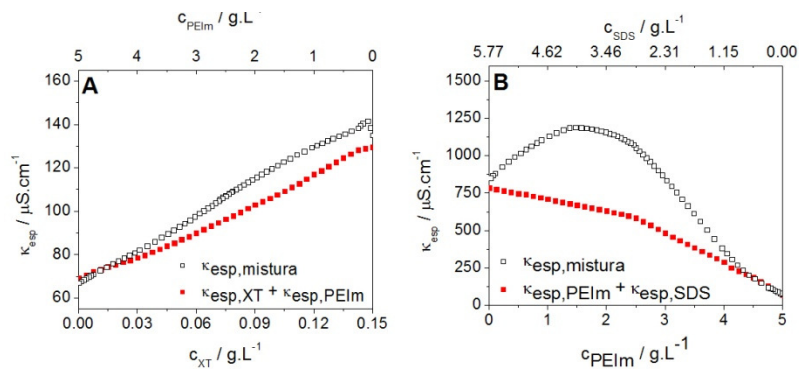 c_PEIm / g.L⁻
5 4 3 2 1 0
A
160
140
120
100
80
60
κ_esp / μS.cm⁻¹
κ_esp,mistura
κ_esp,XT + κ_esp,PEIm
0.00 0.03 0.06 0.09 0.12 0.15
c_XT / g.L⁻¹
c_SDS / g.L⁻¹
5.77 4.62 3.46 2.31 1.15 0.00
B
1500
1250
1000
750
500
250
0
κ_esp / μS.cm⁻¹
κ_esp,mistura
κ_esp,PEIm + κ_esp,SDS
0 1 2 3 4 5
c_PEIm / g.L⁻¹